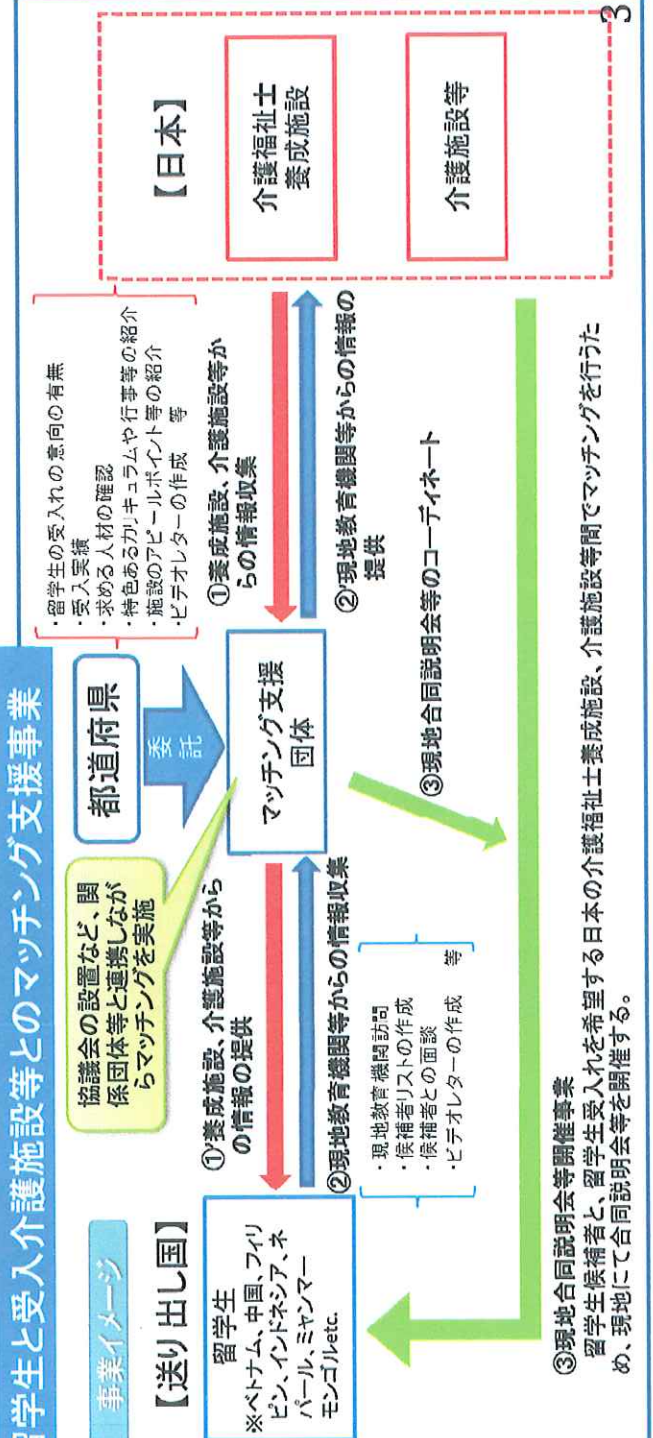 学生と受入介護施設等とのマッチング支援事業
事業イメージ
【送り出し国】
留学生
※ベトナム、中国、フィリ
ピン、インドネシア、ネ
パール、ミャンマー
モンゴルetc.
協議会の設置など、関
係団体等と連携しなが
らマッチングを実施
都道府県
委託
マッチング支援
団体
・留学生の受入れの意向の有無
・受入実績
・求める人材の確認
・特色あるカリキュラムや行事等の紹介
・施設のアピールポイント等の紹介
・ビデオレターの作成 等
【日本】
介護福祉士
養成施設
介護施設等
①'養成施設、介護施設等から
の情報の提供
②現地教育機関等からの情報収集
・現地教育機関訪問
・候補者リストの作成
・候補者との面談
・ビデオレターの作成 等
①養成施設、介護施設等か
らの情報収集
②'現地教育機関等からの情報の
提供
③現地合同説明会等のコーディネート
③現地合同説明会等開催事業
留学生候補者と、留学生受入れを希望する日本の介護福祉士養成施設、介護施設等間でマッチングを行うた
め、現地にて合同説明会等を開催する。
3